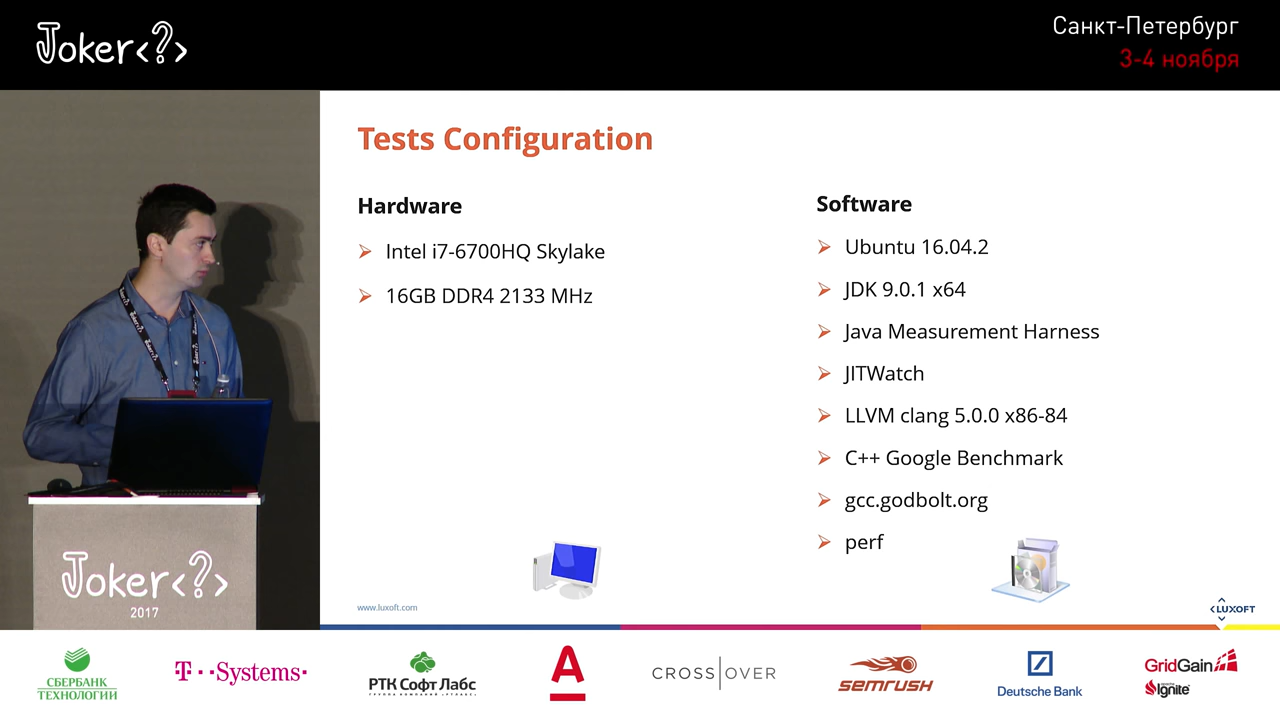 Joker<?>
Санкт-Петербург
3-4 ноября
Tests Configuration
Hardware
Intel i7-6700HQ Skylake
16GB DDR4 2133 MHz
Software
Ubuntu 16.04.2
JDK 9.0.1 x64
Java Measurement Harness
JITWatch
LLVM clang 5.0.0 x86-84
C++ Google Benchmark
gcc.godbolt.org
perf
www.luxoft.com
LUXOFT
Joker<?>
2017
СБЕРБАНК
ТЕХНОЛОГИИ
T··Systems·
РТК Софт Лабс
CROSSOVER
semrush
Deutsche Bank
GridGain
Ignite